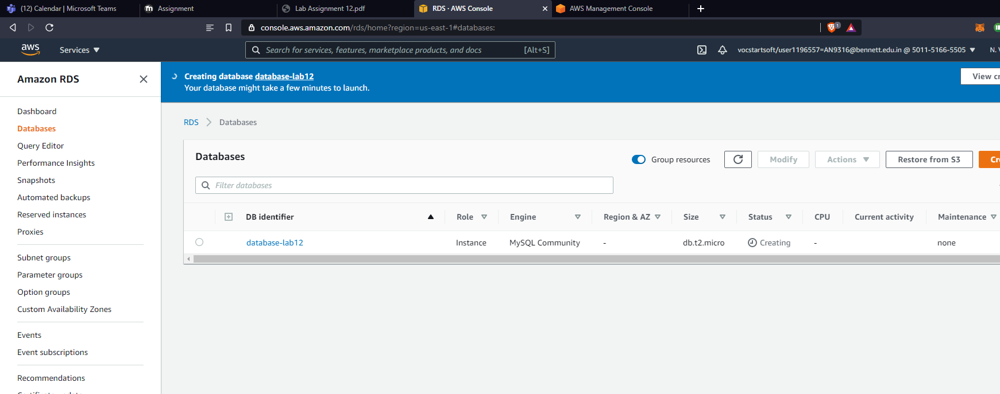 (12) Calendar | Microsoft Teams
Assignment
Lab Assignment 12.pdf
RDS · AWS Console
AWS Management Console
console.aws.amazon.com/rds/home?region=us-east-1#databases:
1
aws
Services
Search for services, features, marketplace products, and docs [Alt+S]
vocstartsoft/user1196557=AN9316@bennett.edu.in @ 5011-5166-5505
N.
Amazon RDS
Dashboard
Databases
Query Editor
Performance Insights
Snapshots
Automated backups
Reserved instances
Proxies
Subnet groups
Parameter groups
Option groups
Custom Availability Zones
Events
Event subscriptions
Recommendations
Creating database database-lab12
Your database might take a few minutes to launch.
View cr
RDS > Databases
Databases
Group resources
Modify
Actions
Restore from S3
Cr
Filter databases
DB identifier Role Engine Region & AZ Size Status CPU Current activity Maintenance
database-lab12 Instance MySQL Community - db.t2.micro Creating - none